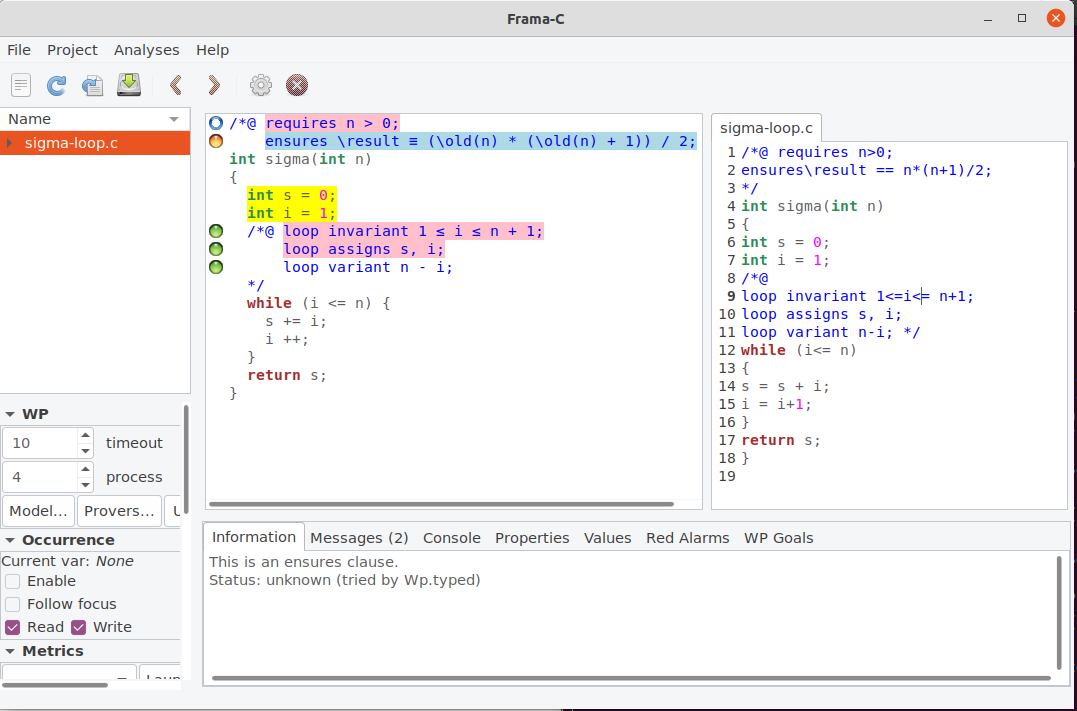 Frama-C
File Project Analyses Help
Name
sigma-loop.c
/*@ requires n > 0;
ensures \result ≡ (\old(n) * (\old(n) + 1)) / 2;
int sigma(int n)
{
int s = 0;
int i = 1;
/*@ loop invariant 1 ≤ i ≤ n + 1;
loop assigns s, i;
loop variant n - i;
*/
while (i <= n) {
s += i;
i ++;
}
return s;
}
sigma-loop.c
1 /*@ requires n>0;
2 ensures\result == n*(n+1)/2;
3 */
4 int sigma(int n)
5 {
6 int s = 0;
7 int i = 1;
8 /*@
9 loop invariant 1<=i<= n+1;
10 loop assigns s, i;
11 loop variant n-i; */
12 while (i<= n)
13 {
14 s = s + i;
15 i = i+1;
16 }
17 return s;
18 }
19
WP
10 timeout
4 process
Model... Provers...
Occurrence
Current var: None
Enable
Follow focus
Read Write
Metrics
Information Messages (2) Console Properties Values Red Alarms WP Goals
This is an ensures clause.
Status: unknown (tried by Wp.typed)